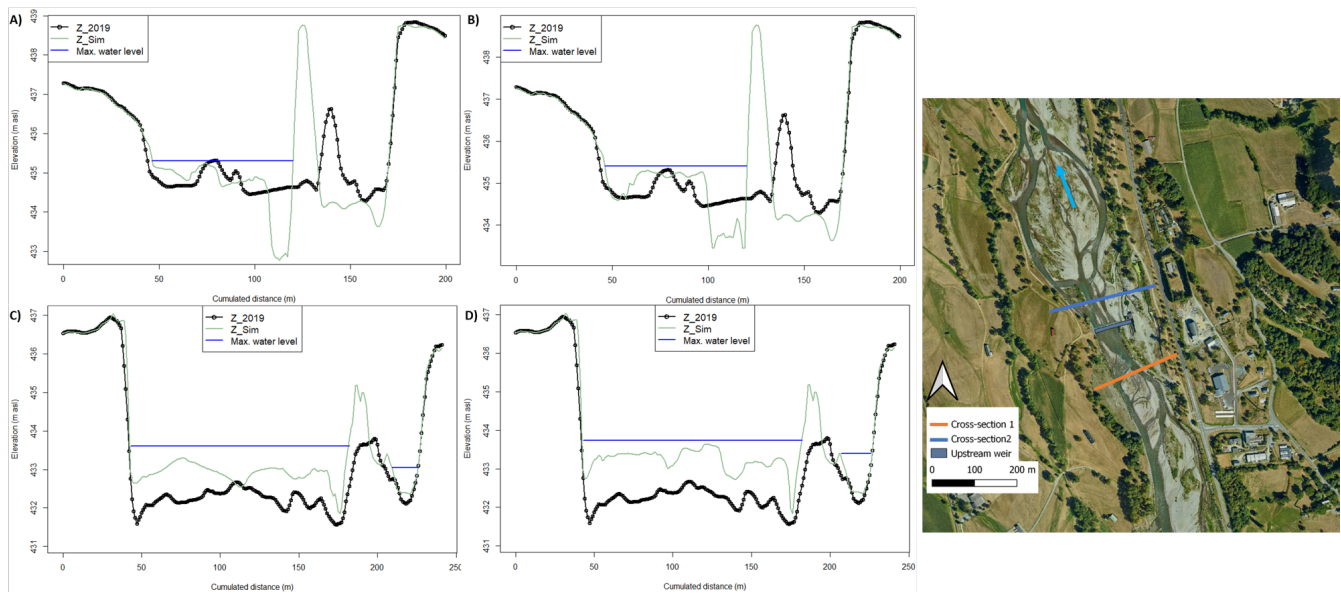 A)
Z_2019
Z_Sim
Max. water level
Elevation (m asl)
439
438
437
436
435
434
433
0
50
100
150
200
Cumulated distance (m)
B)
Z_2019
Z_Sim
Max. water level
Elevation (m asl)
438
437
436
435
434
433
0
50
100
150
200
Cumulated distance (m)
C)
Z_2019
Z_Sim
Max. water level
Elevation (m asl)
437
436
435
434
433
432
431
0
50
100
150
200
250
Cumulated distance (m)
D)
Z_2019
Z_Sim
Max. water level
Elevation (m asl)
437
436
435
434
433
432
431
0
50
100
150
200
250
Cumulated distance (m)
Cross-section 1
Cross-section2
Upstream weir
0 100 200 m